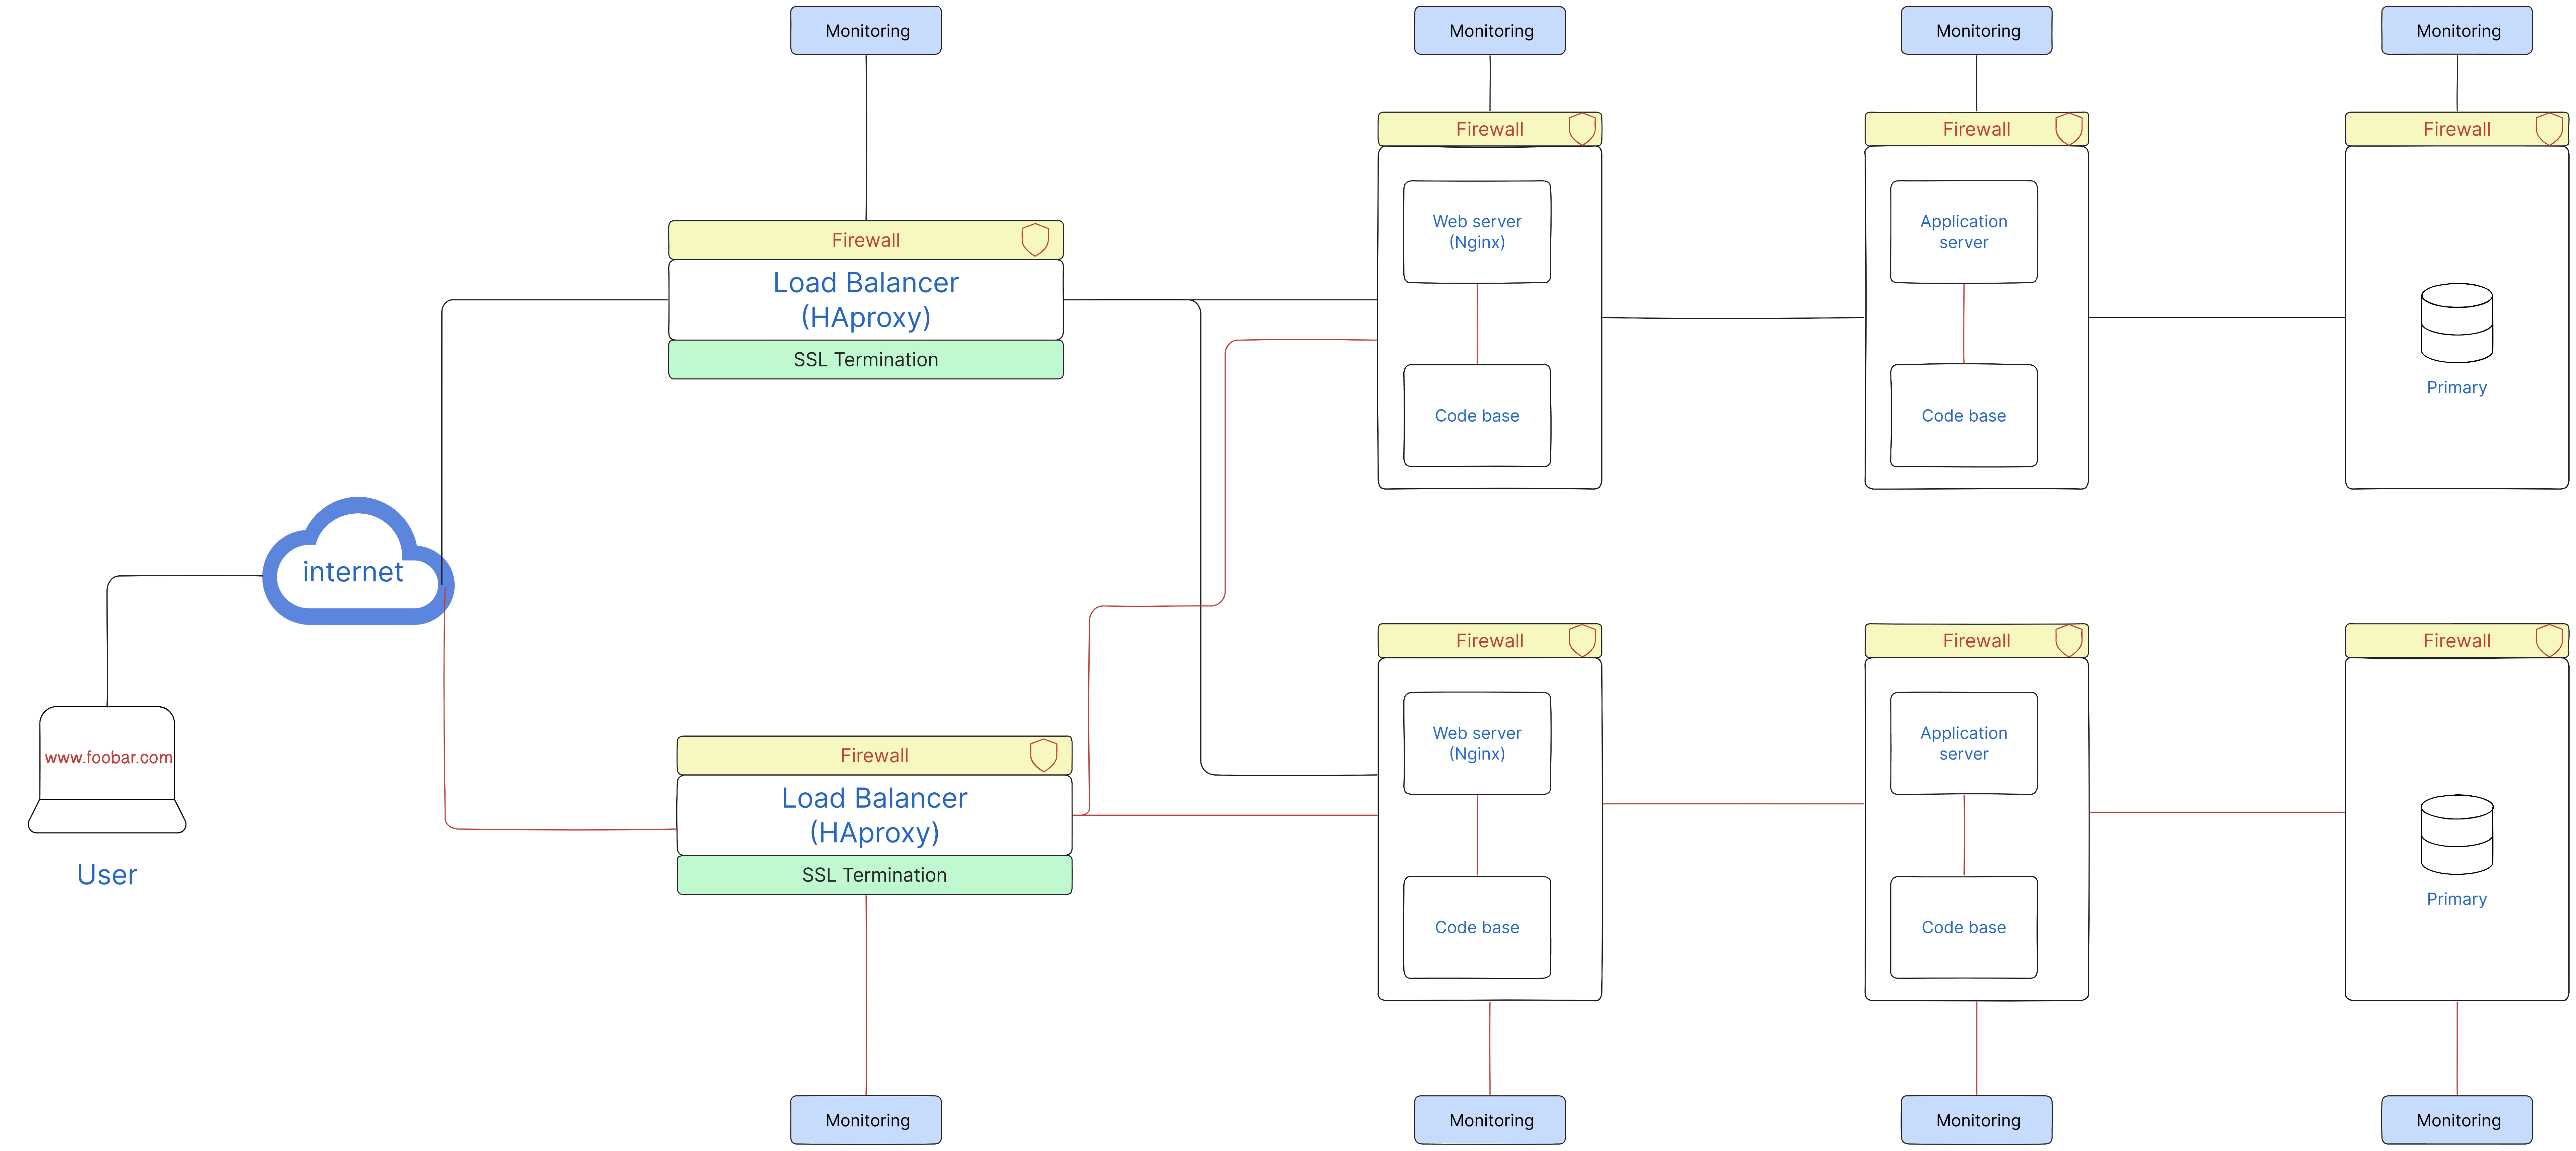 Monitoring
Monitoring
Monitoring
Monitoring
Firewall
Firewall
Firewall
Web server
(Nginx)
Application
server
Firewall
Load Balancer
(HAproxy)
SSL Termination
Primary
Code base
Code base
internet
Firewall
Firewall
Firewall
Web server
(Nginx)
Application
server
www.foobar.com
Firewall
Load Balancer
(HAproxy)
SSL Termination
User
Primary
Code base
Code base
Monitoring
Monitoring
Monitoring
Monitoring